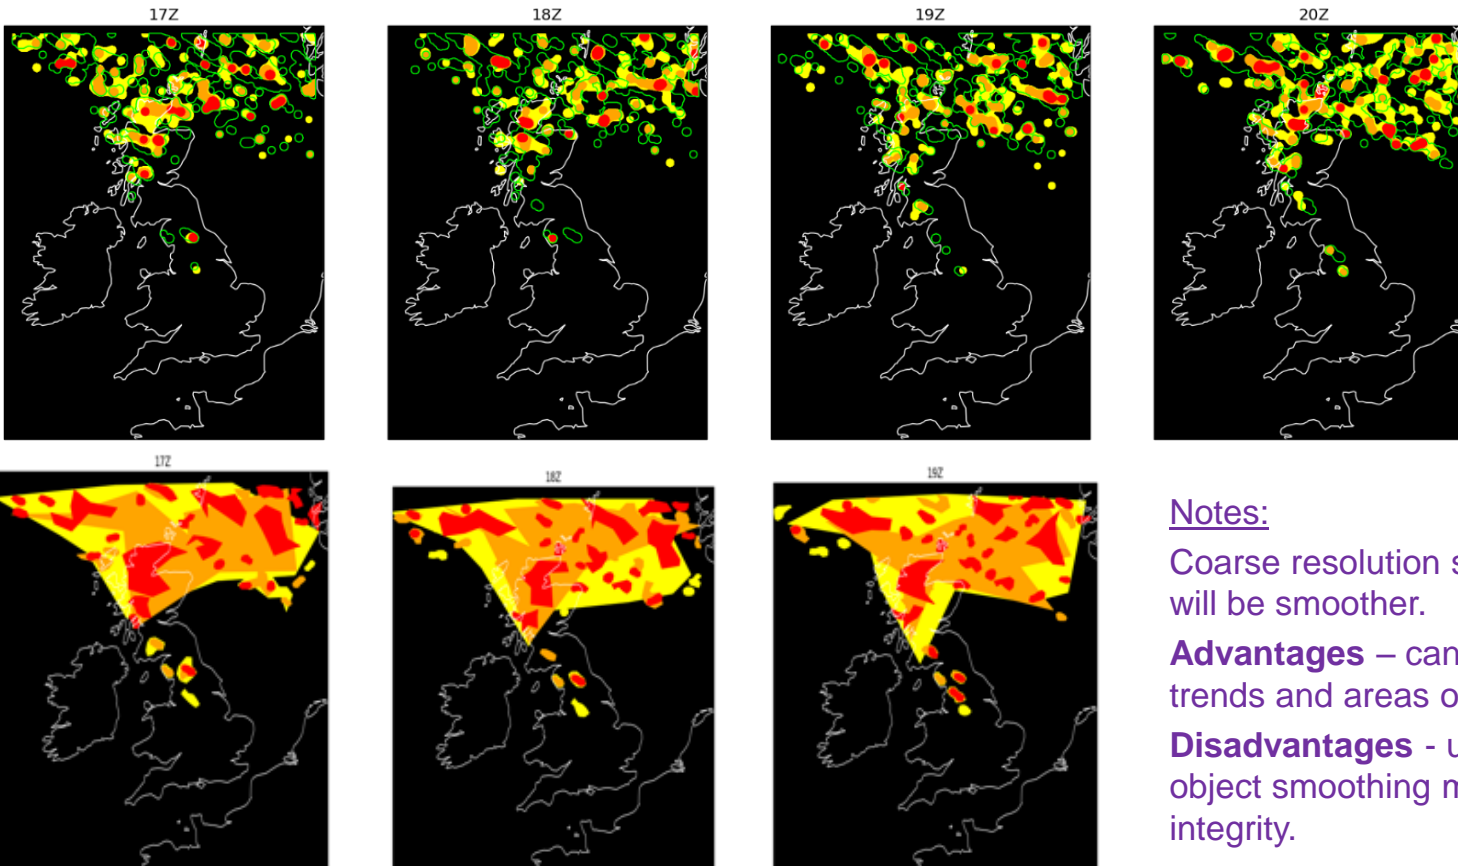 17Z
18Z
19Z
20Z
17Z
18Z
19Z
Notes:
Coarse resolution s
will be smoother.
Advantages – can
trends and areas o
Disadvantages - u
object smoothing m
integrity.